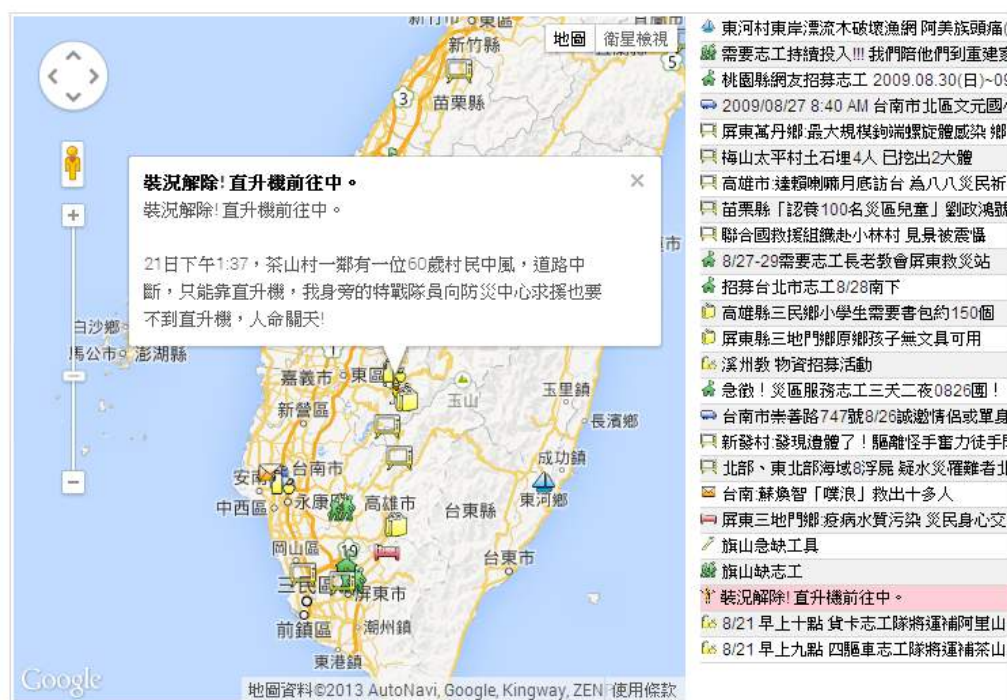 新竹縣
地圖
衛星檢視
苗栗縣
3
5
裝況解除! 直升機前往中。
裝況解除! 直升機前往中。
21日下午1:37，茶山村一鄰有一位60歲村民中風，道路中
斷，只能靠直升機，我身旁的特戰隊員向防災中心求援也要
不到直升機，人命關天!
市
白沙鄉
馬公市 澎湖縣
1
嘉義市 東區
玉山
玉里鎮
新營區
長濱鄉
成功鎮
台南市
安南
中西區 永康
高雄市
台東縣
東河鄉
岡山區
19
台東市
三民區
屏東市
前鎮區
潮州鎮
東港鎮
Google
地圖資料©2013 AutoNavi, Google, Kingway, ZEN
使用條款
東河村東岸漂流木破壞漁網 阿美族頭痛(
需要志工持續投入!!! 我們陪他們到重建家
桃園縣網友招募志工 2009.08.30(日)~09
2009/08/27 8:40 AM 台南市北區文元國小
屏東萬丹鄉:最大規模鉤端螺旋體感染 鄉
梅山太平村土石埋4人 已挖出2大體
高雄市:達賴喇嘛月底訪台 為八八災民祈
苗栗縣「認養100名災區兒童」劉政鴻號
聯合國救援組織赴小林村 見景被震懾
8/27-29需要志工長老教會屏東救災站
招募台北市志工8/28南下
高雄縣三民鄉小學生需要書包約150個
屏東縣三地門鄉原鄉孩子無文具可用
溪州教 物資招募活動
急徵！災區服務志工三天二夜0826團！
台南市崇善路747號8/26誠邀情侶或單身
新發村:發現遺體了！驅離怪手奮力徒手
北部、東北部海域8浮屍 疑水災罹難者
台南:蘇煥智「噗浪」救出十多人
屏東三地門鄉:疫病水質污染 災民身心交
旗山急缺工具
旗山缺志工
裝況解除! 直升機前往中。
8/21 早上十點 貨卡志工隊將運補阿里山
8/21 早上九點 四驅車志工隊將運補茶山